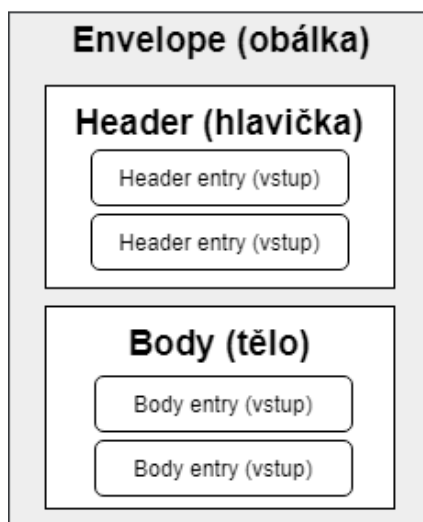 Envelope (obálka)
Header (hlavička)
Header entry (vstup)
Header entry (vstup)
Body (tělo)
Body entry (vstup)
Body entry (vstup)